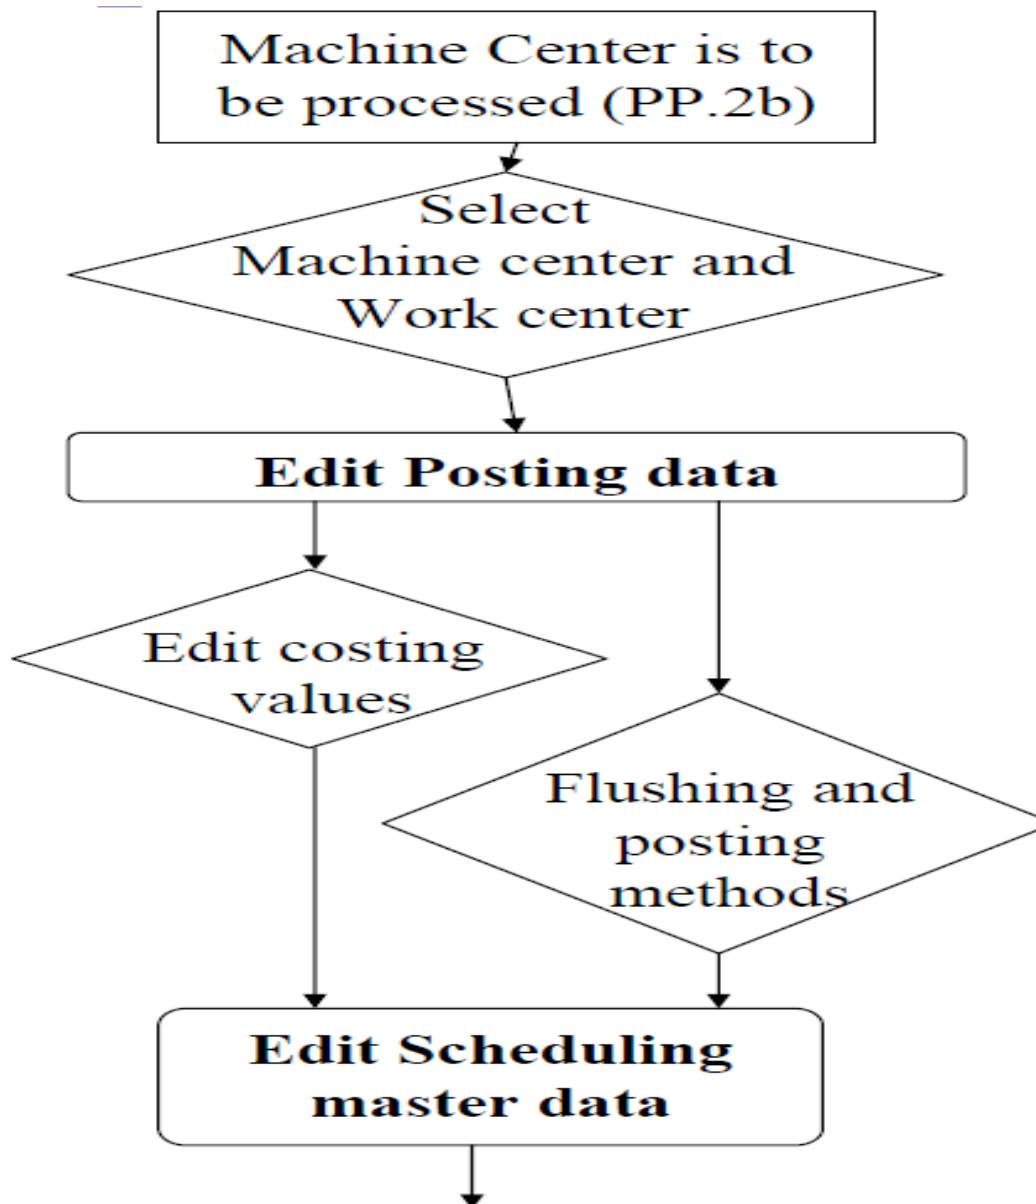 Machine Center is to
be processed (PP.2b)
Select
Machine center and
Work center
Edit Posting data
Edit costing
values
Flushing and
posting
methods
Edit Scheduling
master data